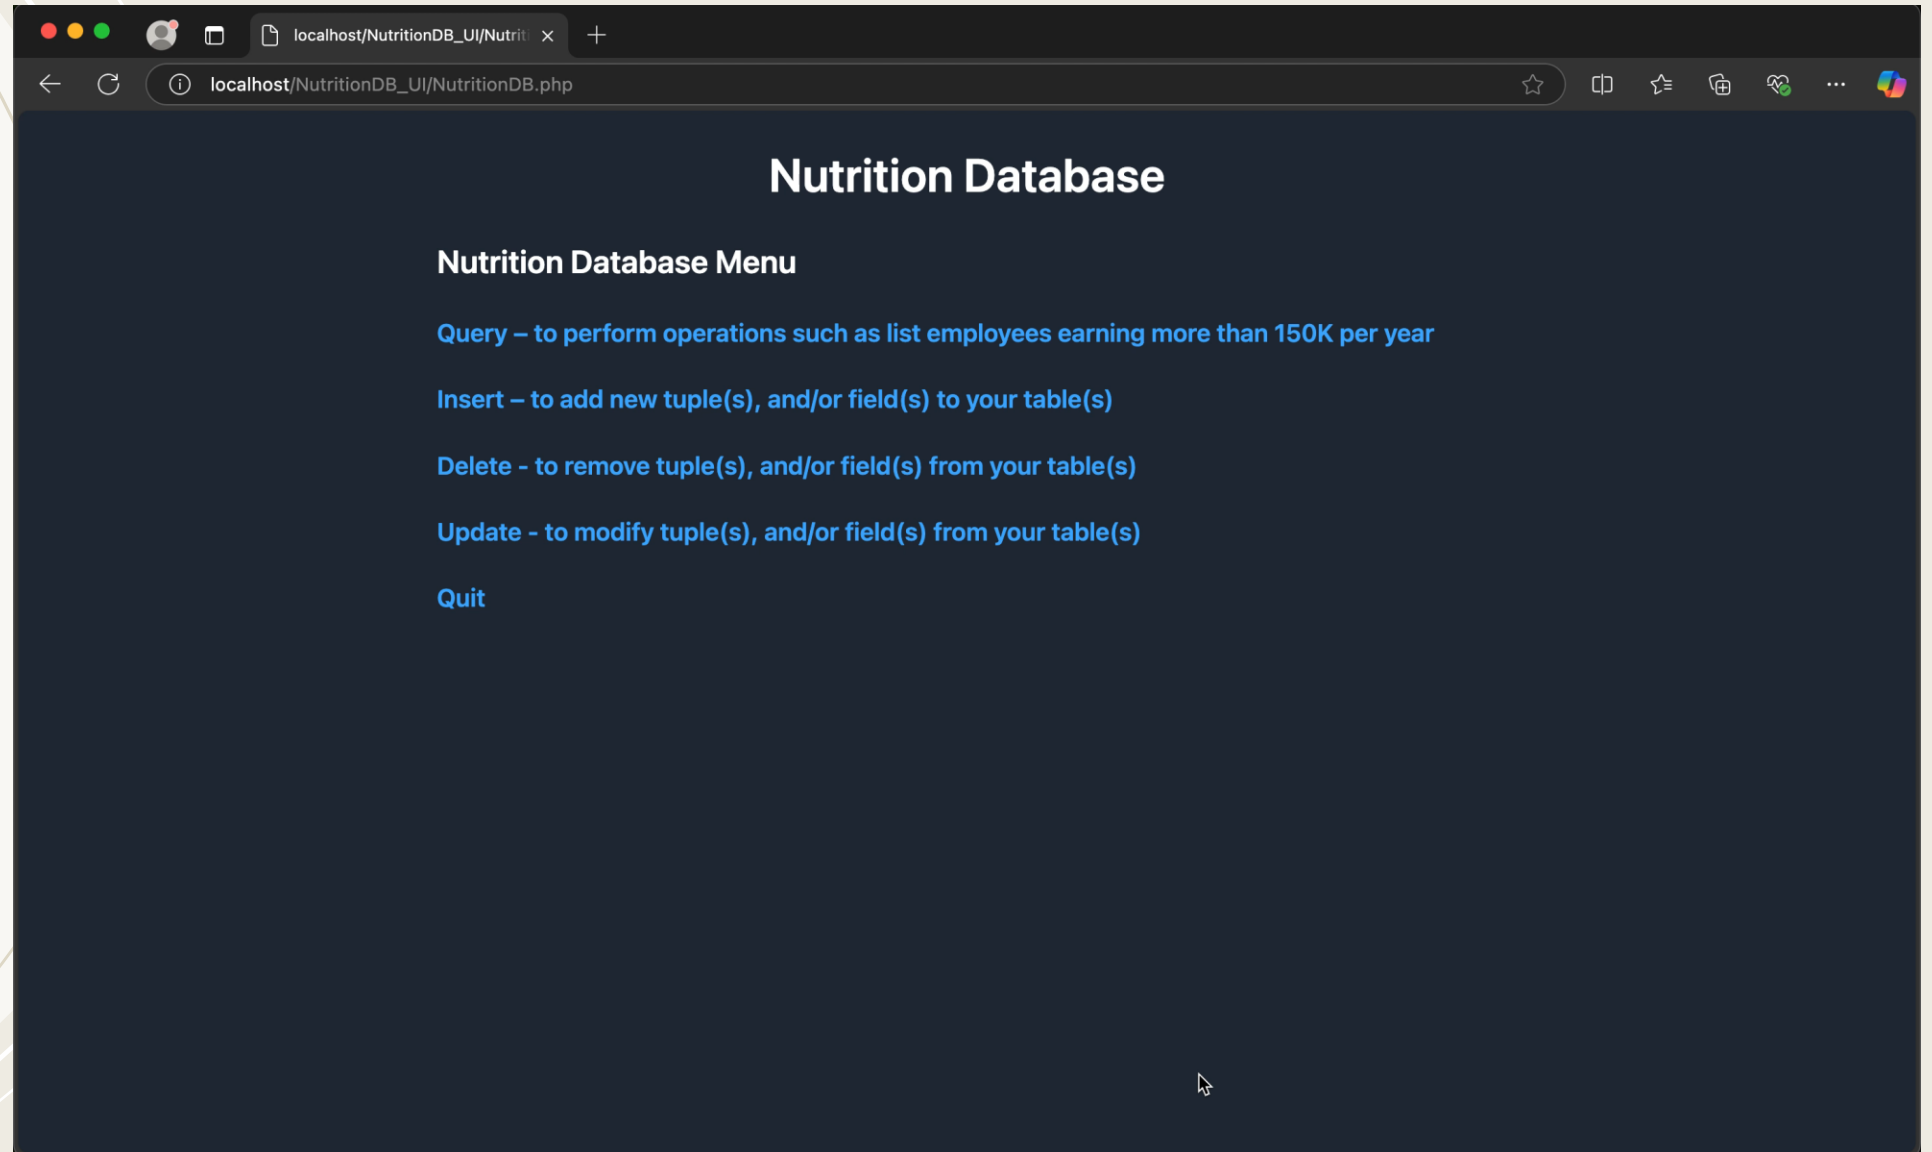 localhost/NutritionDB_UI/Nutrit
localhost/NutritionDB_UI/NutritionDB.php
Nutrition Database
Nutrition Database Menu
Query – to perform operations such as list employees earning more than 150K per year
Insert – to add new tuple(s), and/or field(s) to your table(s)
Delete - to remove tuple(s), and/or field(s) from your table(s)
Update - to modify tuple(s), and/or field(s) from your table(s)
Quit